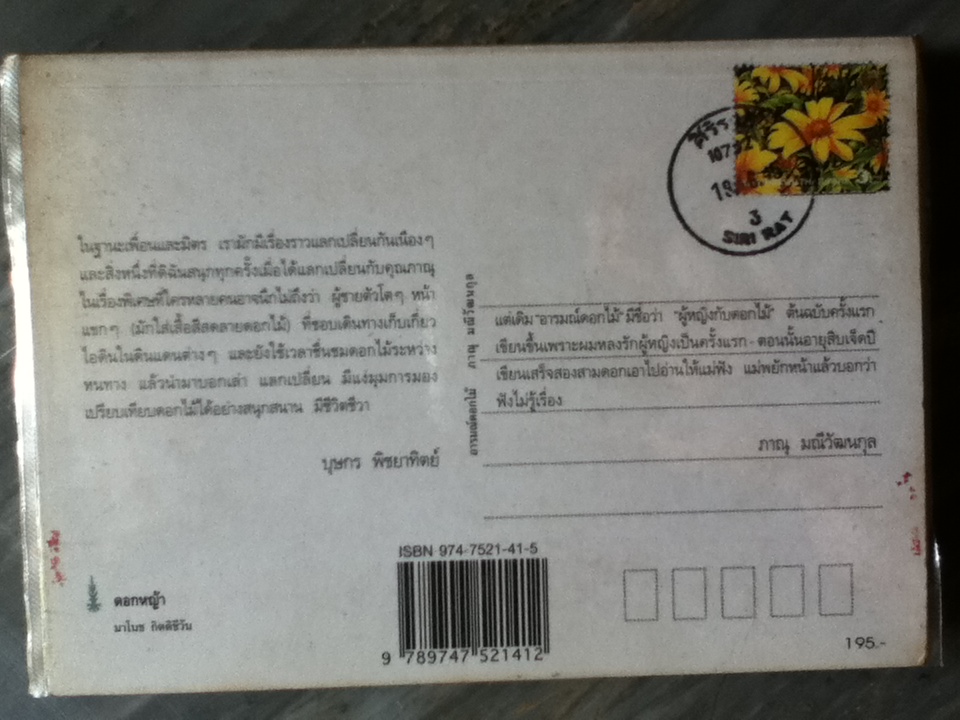 ศิริร
107
3
SIRI RAT
ในฐานะเพื่อนและมิตร เรามักมีเรื่องราวแลกเปลี่ยนกันเนืองๆ
และสิ่งหนึ่งที่ดิฉันสนุกทุกครั้งเมื่อได้แลกเปลี่ยนกับคุณภาณุ
ในเรื่องพิเศษที่ใครหลายคนอาจนึกไม่ถึงว่า ผู้ชายตัวโตๆ หน้า
แขกๆ (มักใส่เสื้อสีสดลายดอกไม้) ที่ชอบเดินทางเก็บเกี่ยว
ไอดินในดินแดนต่างๆ และยังใช้เวลาชื่นชมดอกไม้ระหว่าง
หนทาง แล้วนำมาบอกเล่า แลกเปลี่ยน มีแง่มุมการมอง
เปรียบเทียบดอกไม้ได้อย่างสนุกสนาน มีชีวิตชีวา
บุษกร พิชยาทิตย์
อารมณ์ดอกไม้ ภาณุ มณีวัฒนกุล
แต่เดิม "อารมณ์ดอกไม้" มีชื่อว่า "ผู้หญิงกับดอกไม้" ต้นฉบับครั้งแรก
เขียนขึ้นเพราะผมหลงรักผู้หญิงเป็นครั้งแรก - ตอนนั้นอายุสิบเจ็ดปี
เขียนเสร็จสองสามดอกเอาไปอ่านให้แม่ฟัง แม่พยักหน้าแล้วบอกว่า
ฟังไม่รู้เรื่อง
ภาณุ มณีวัฒนกุล
ISBN 974-7521-41-5
9 789747 521412
ดอกหญ้า
มาโนช กิตติชีวัน
195.-